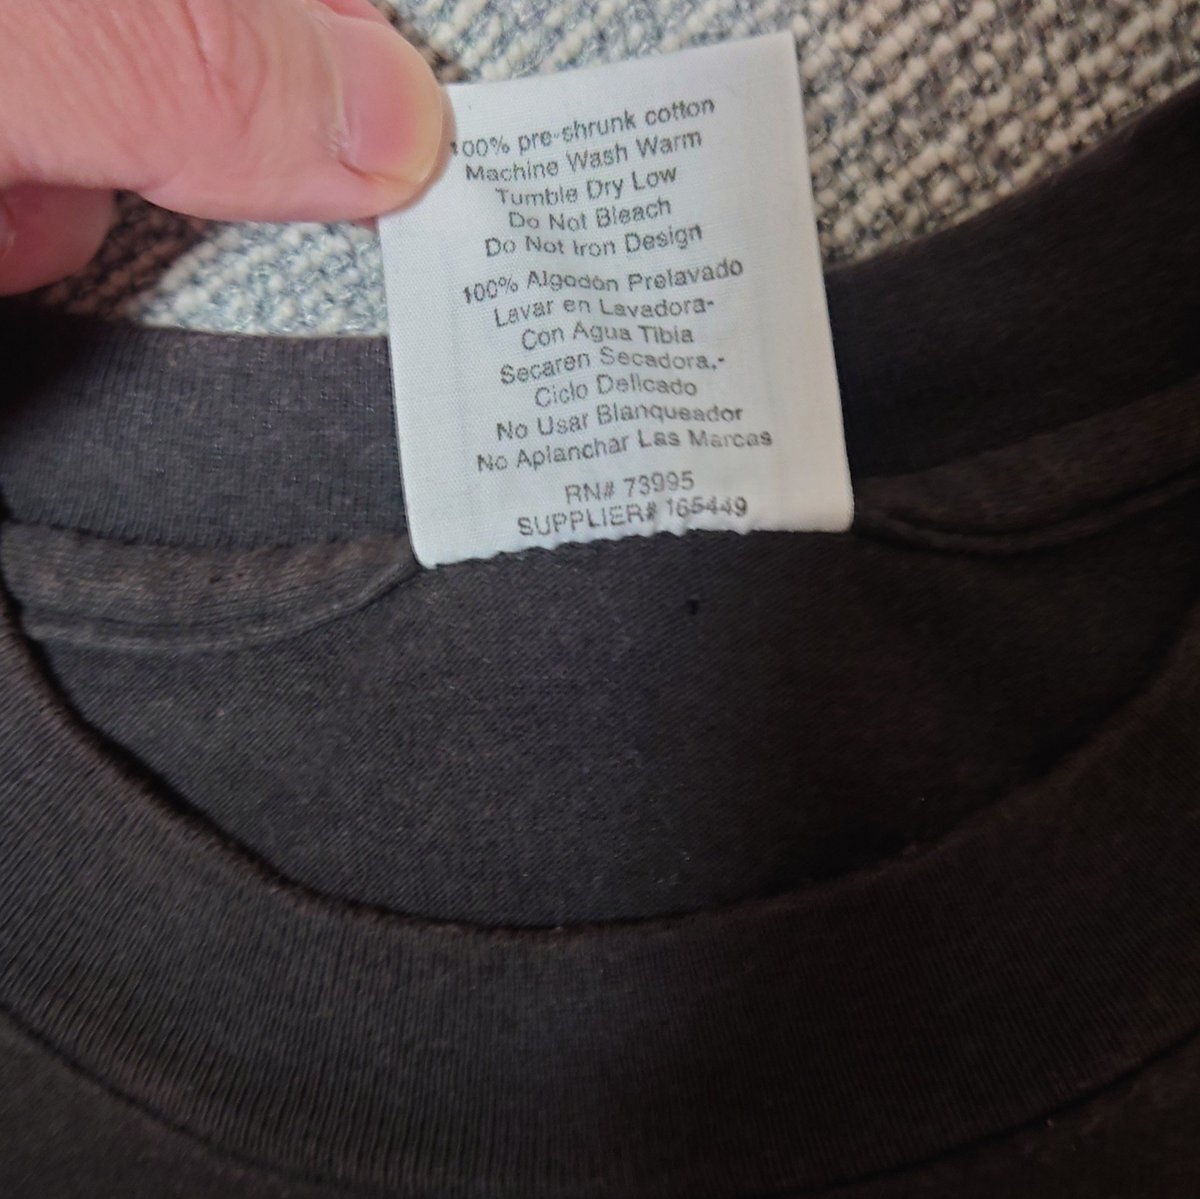 100% pre-shrunk cotton
Machine Wash Warm
Tumble Dry Low
Do Not Bleach
Do Not Iron Design
100% Algodón Prelavado
Lavar en Lavadora-
Con Agua Tibia
Secaren Secadora,-
Ciclo Delicado
No Usar Blanqueador
No Aplanchar Las Marcas
RN# 73995
SUPPLIER# 165449